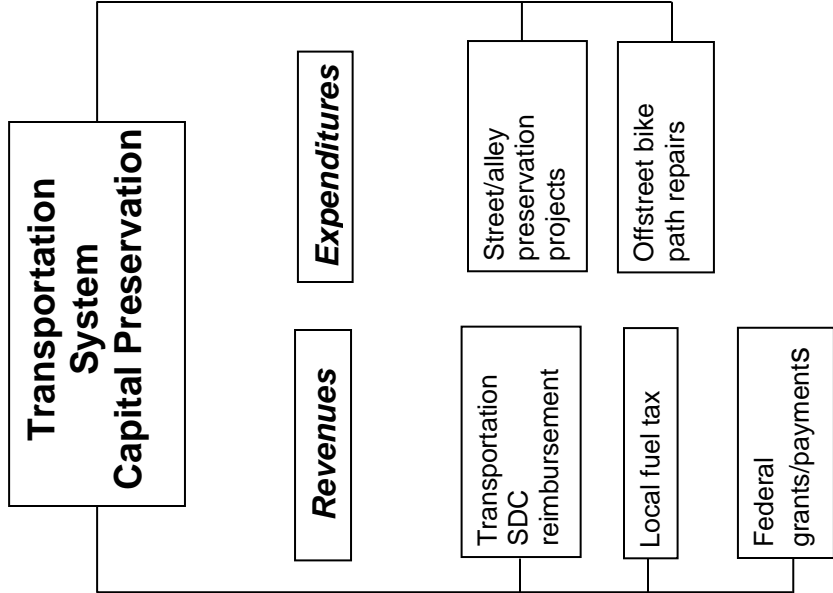 Transportation
System
Capital Preservation
Revenues
Expenditures
Transportation
SDC
reimbursement
Local fuel tax
Federal
grants/payments
Street/alley
preservation
projects
Offstreet bike
path repairs